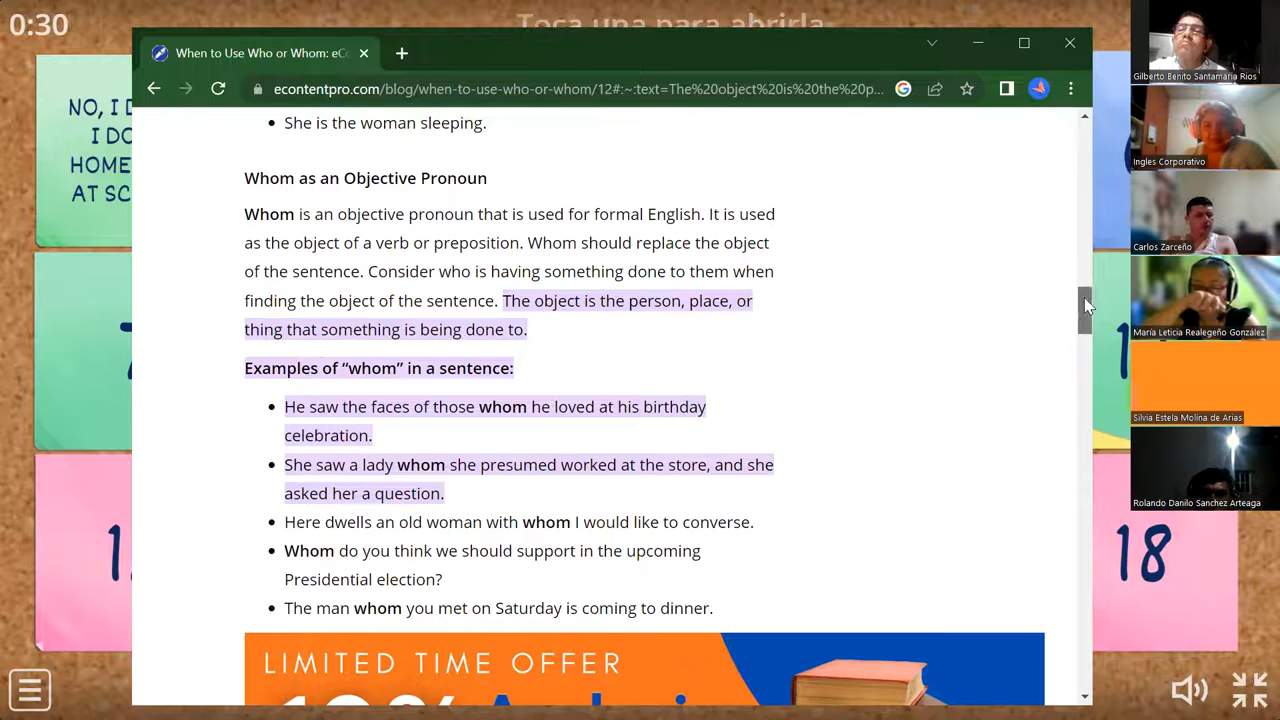 0:30
Toca una para abrirla
When to Use Who or Whom: eCo
econtentpro.com/blog/when-to-use-who-or-whom/12#:~:text=The%20object%20is%20the%20p...
NO, I D
I DO
HOME
AT SC
She is the woman sleeping.
Whom as an Objective Pronoun
Whom is an objective pronoun that is used for formal English. It is used
as the object of a verb or preposition. Whom should replace the object
of the sentence. Consider who is having something done to them when
finding the object of the sentence. The object is the person, place, or
thing that something is being done to.
Examples of “whom” in a sentence:
He saw the faces of those whom he loved at his birthday
celebration.
She saw a lady whom she presumed worked at the store, and she
asked her a question.
Here dwells an old woman with whom I would like to converse.
Whom do you think we should support in the upcoming
Presidential election?
The man whom you met on Saturday is coming to dinner.
LIMITED TIME OFFER
18
Gilberto Benito Santamaria Rios
Ingles Corporativo
Carlos Zarceño
María Leticia Realegeño González
Silvia Estela Molina de Arias
Rolando Danilo Sanchez Arteaga